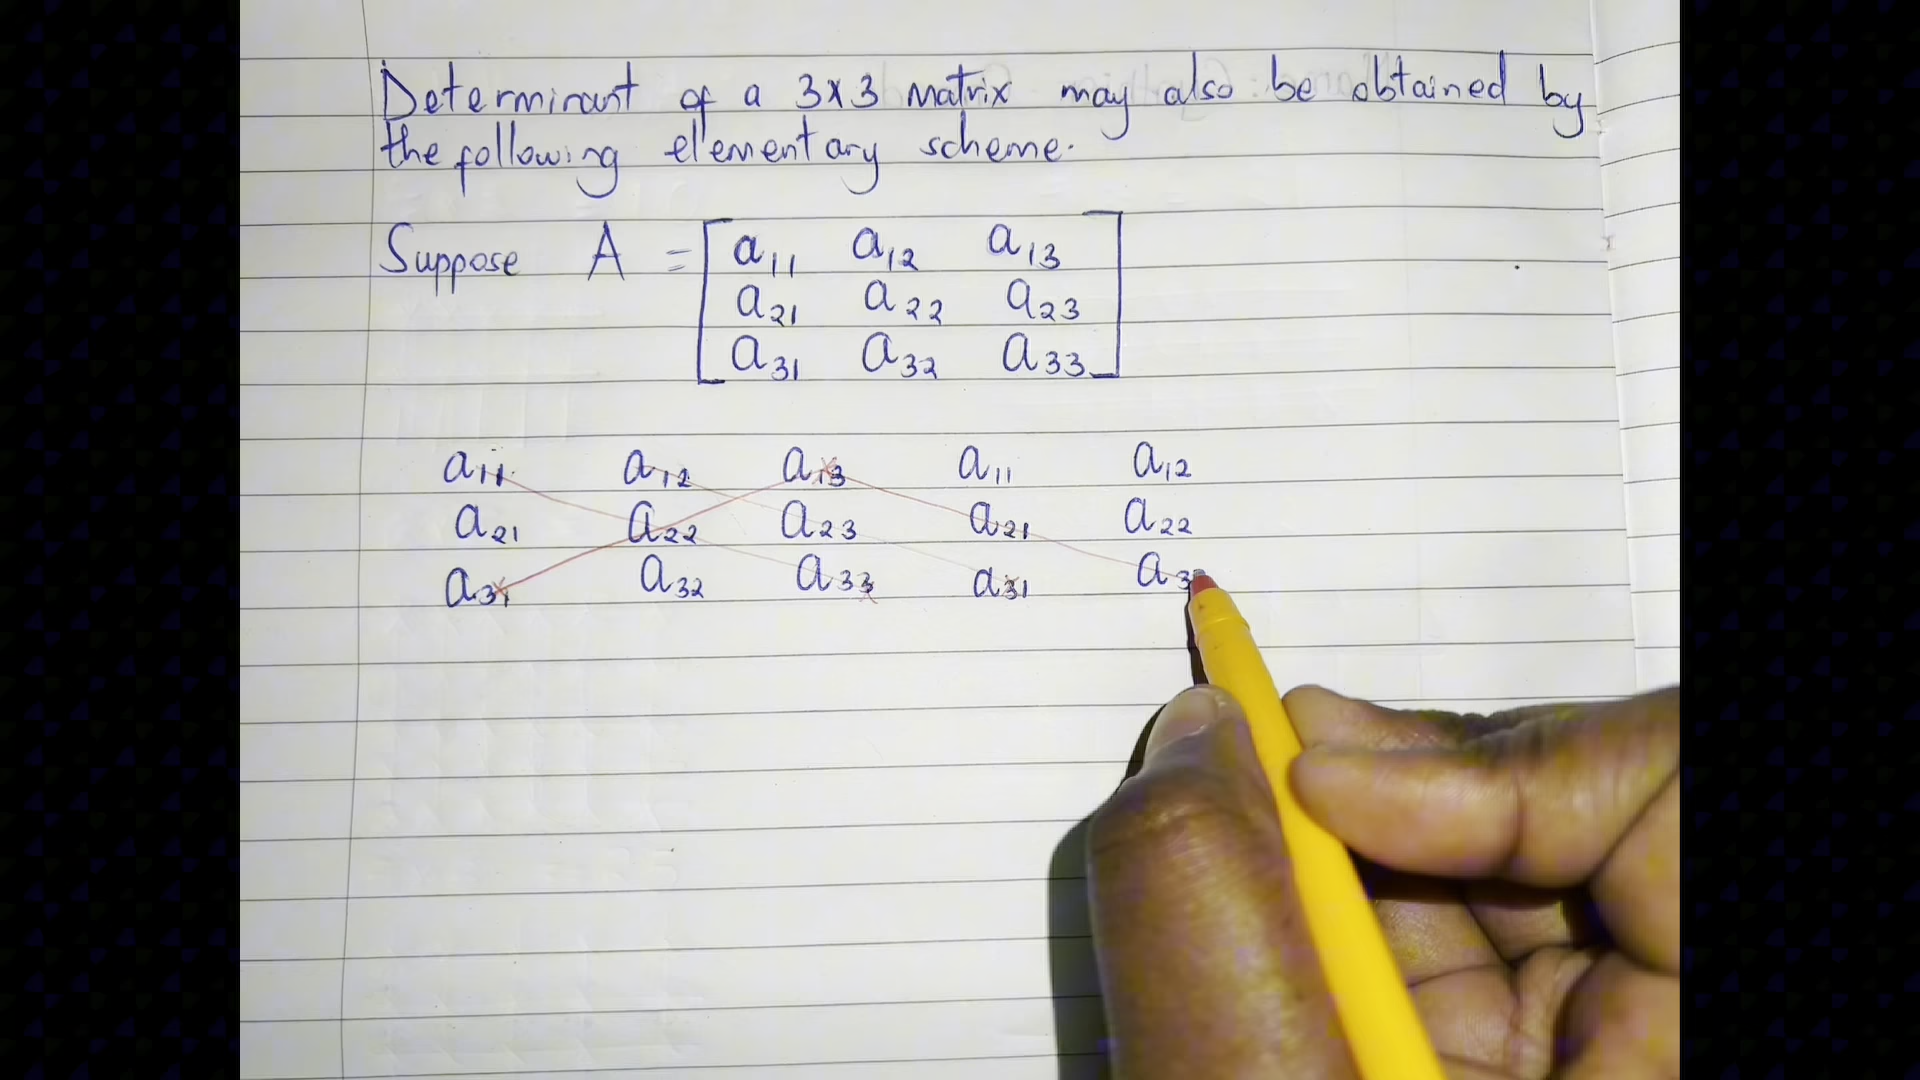 Determinant of a 3x3 matrix may also be obtained by
the following elementary scheme.
Suppose A = [a11 a12 a13
a21 a22 a23
a31 a32 a33]
a11 a12 a13 a11 a12
a21 a22 a23 a21 a22
a31 a32 a33 a31